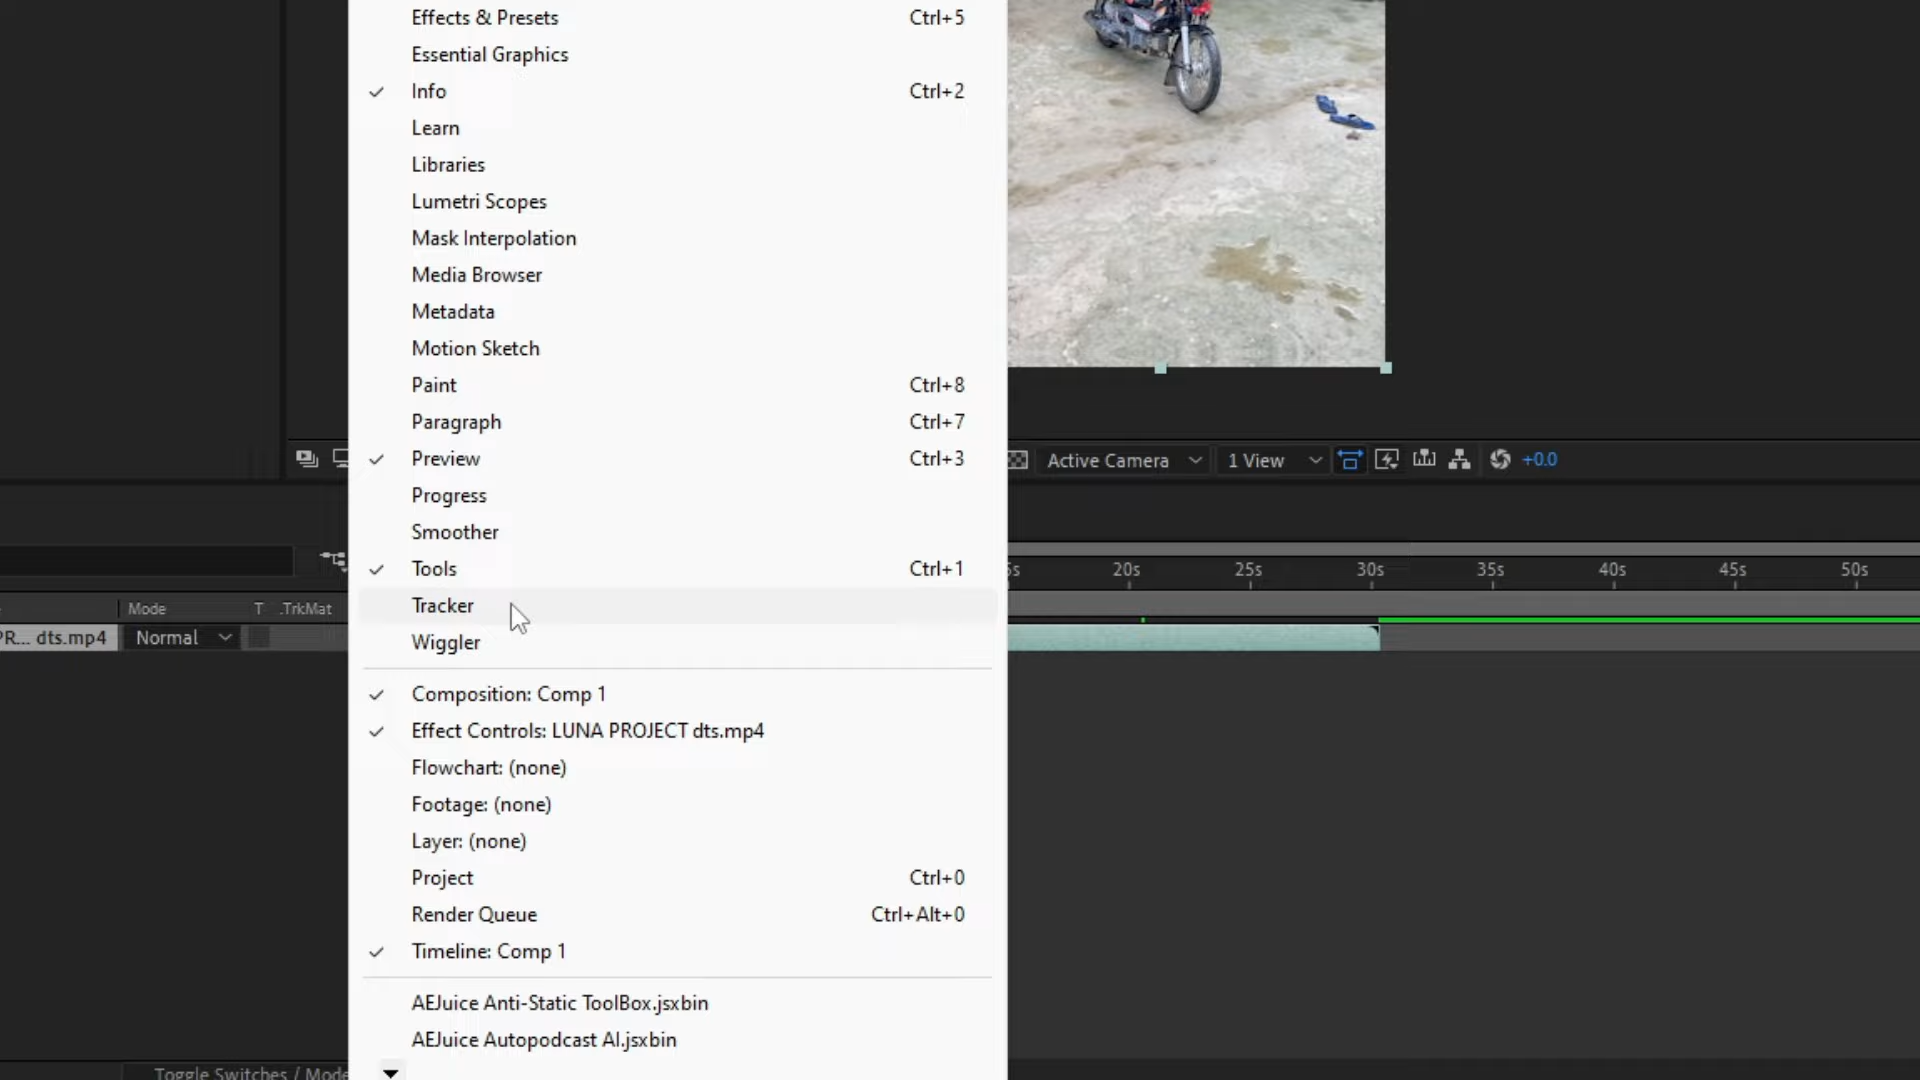 Effects & Presets Ctrl+5
Essential Graphics
Info Ctrl+2
Learn
Libraries
Lumetri Scopes
Mask Interpolation
Media Browser
Metadata
Motion Sketch
Paint Ctrl+8
Paragraph Ctrl+7
Preview Ctrl+3
Progress
Smoother
Tools Ctrl+1
Tracker
Wiggler
Composition: Comp 1
Effect Controls: LUNA PROJECT dts.mp4
Flowchart: (none)
Footage: (none)
Layer: (none)
Project Ctrl+0
Render Queue Ctrl+Alt+0
Timeline: Comp 1
AEJuice Anti-Static ToolBox.jsxbin
AEJuice Autopodcast AI.jsxbin
Active Camera 1 View +0.0
5s 20s 25s 30s 35s 40s 45s 50s
Mode T .TrkMat
PR... dts.mp4 Normal
Toggle Switches / Mode